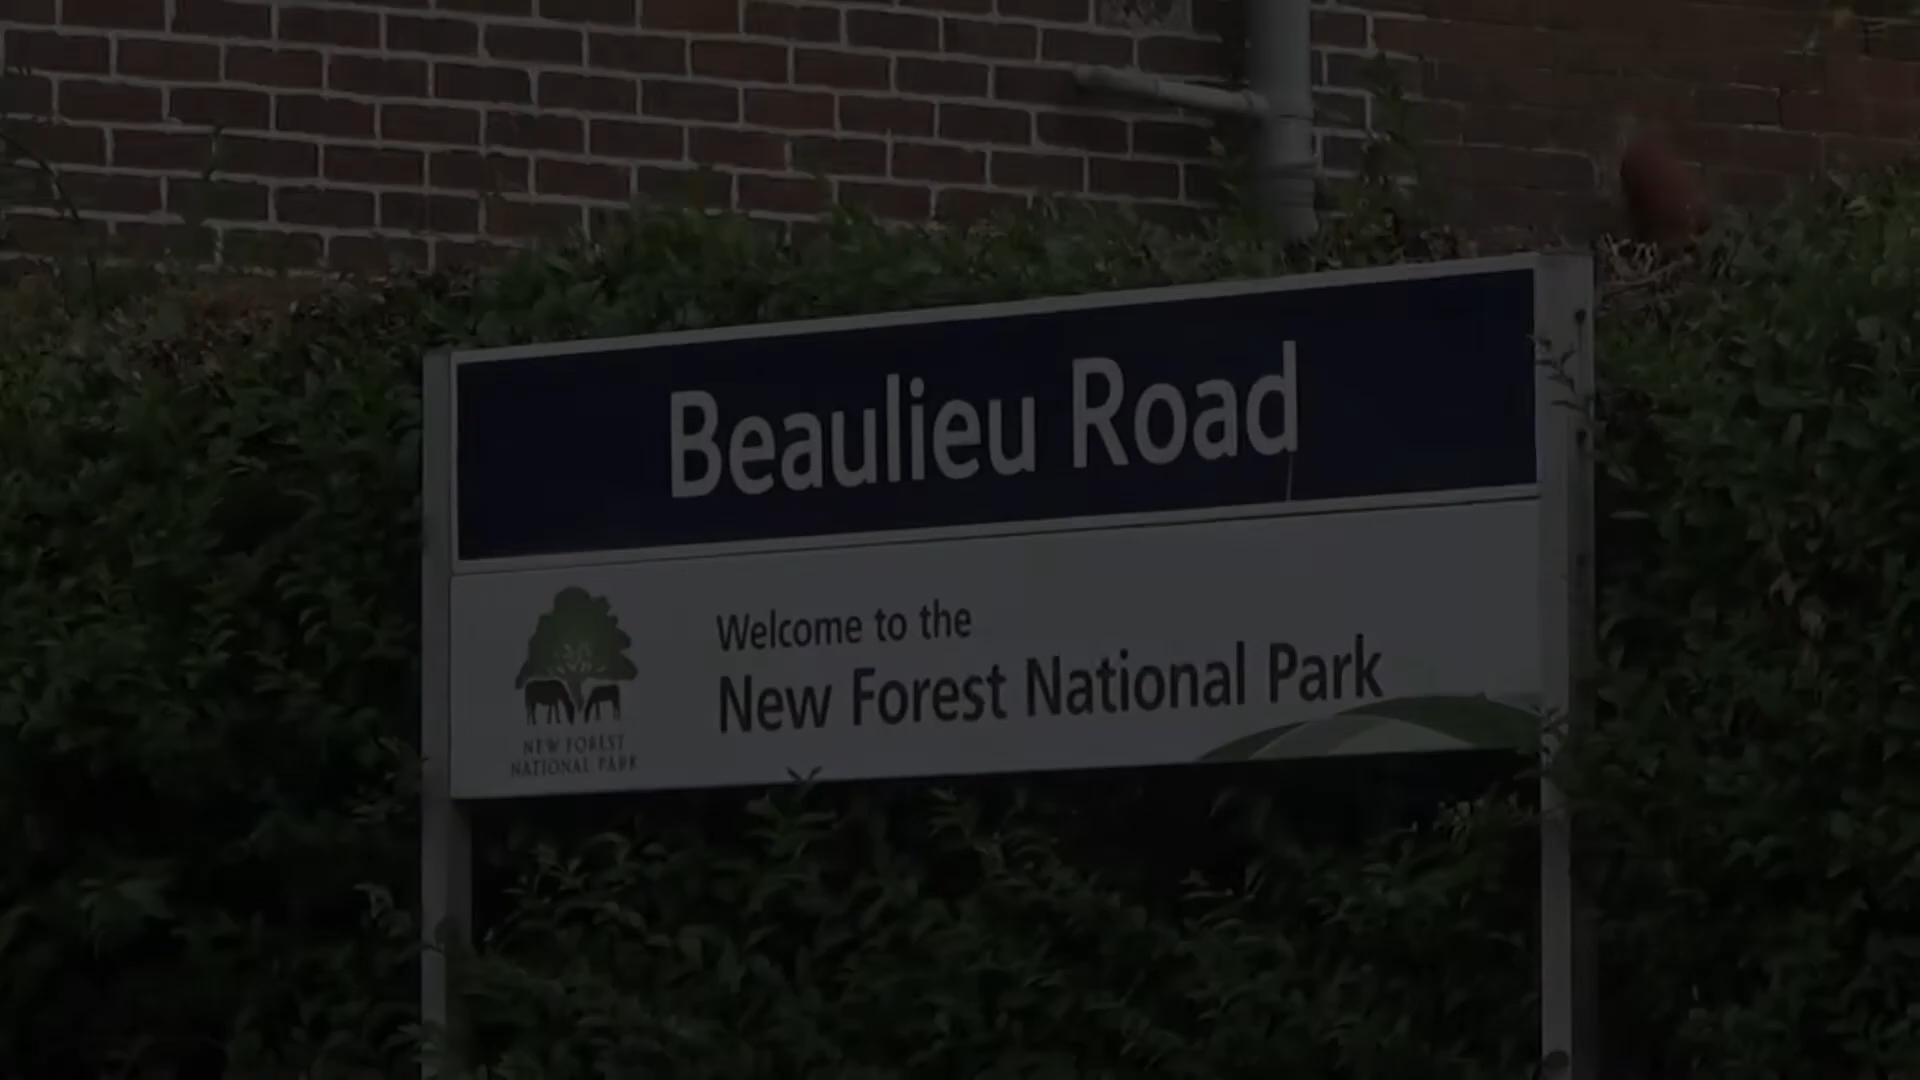 Beaulieu Road
Welcome to the
New Forest National Park
NEW FOREST
NATIONAL PARK